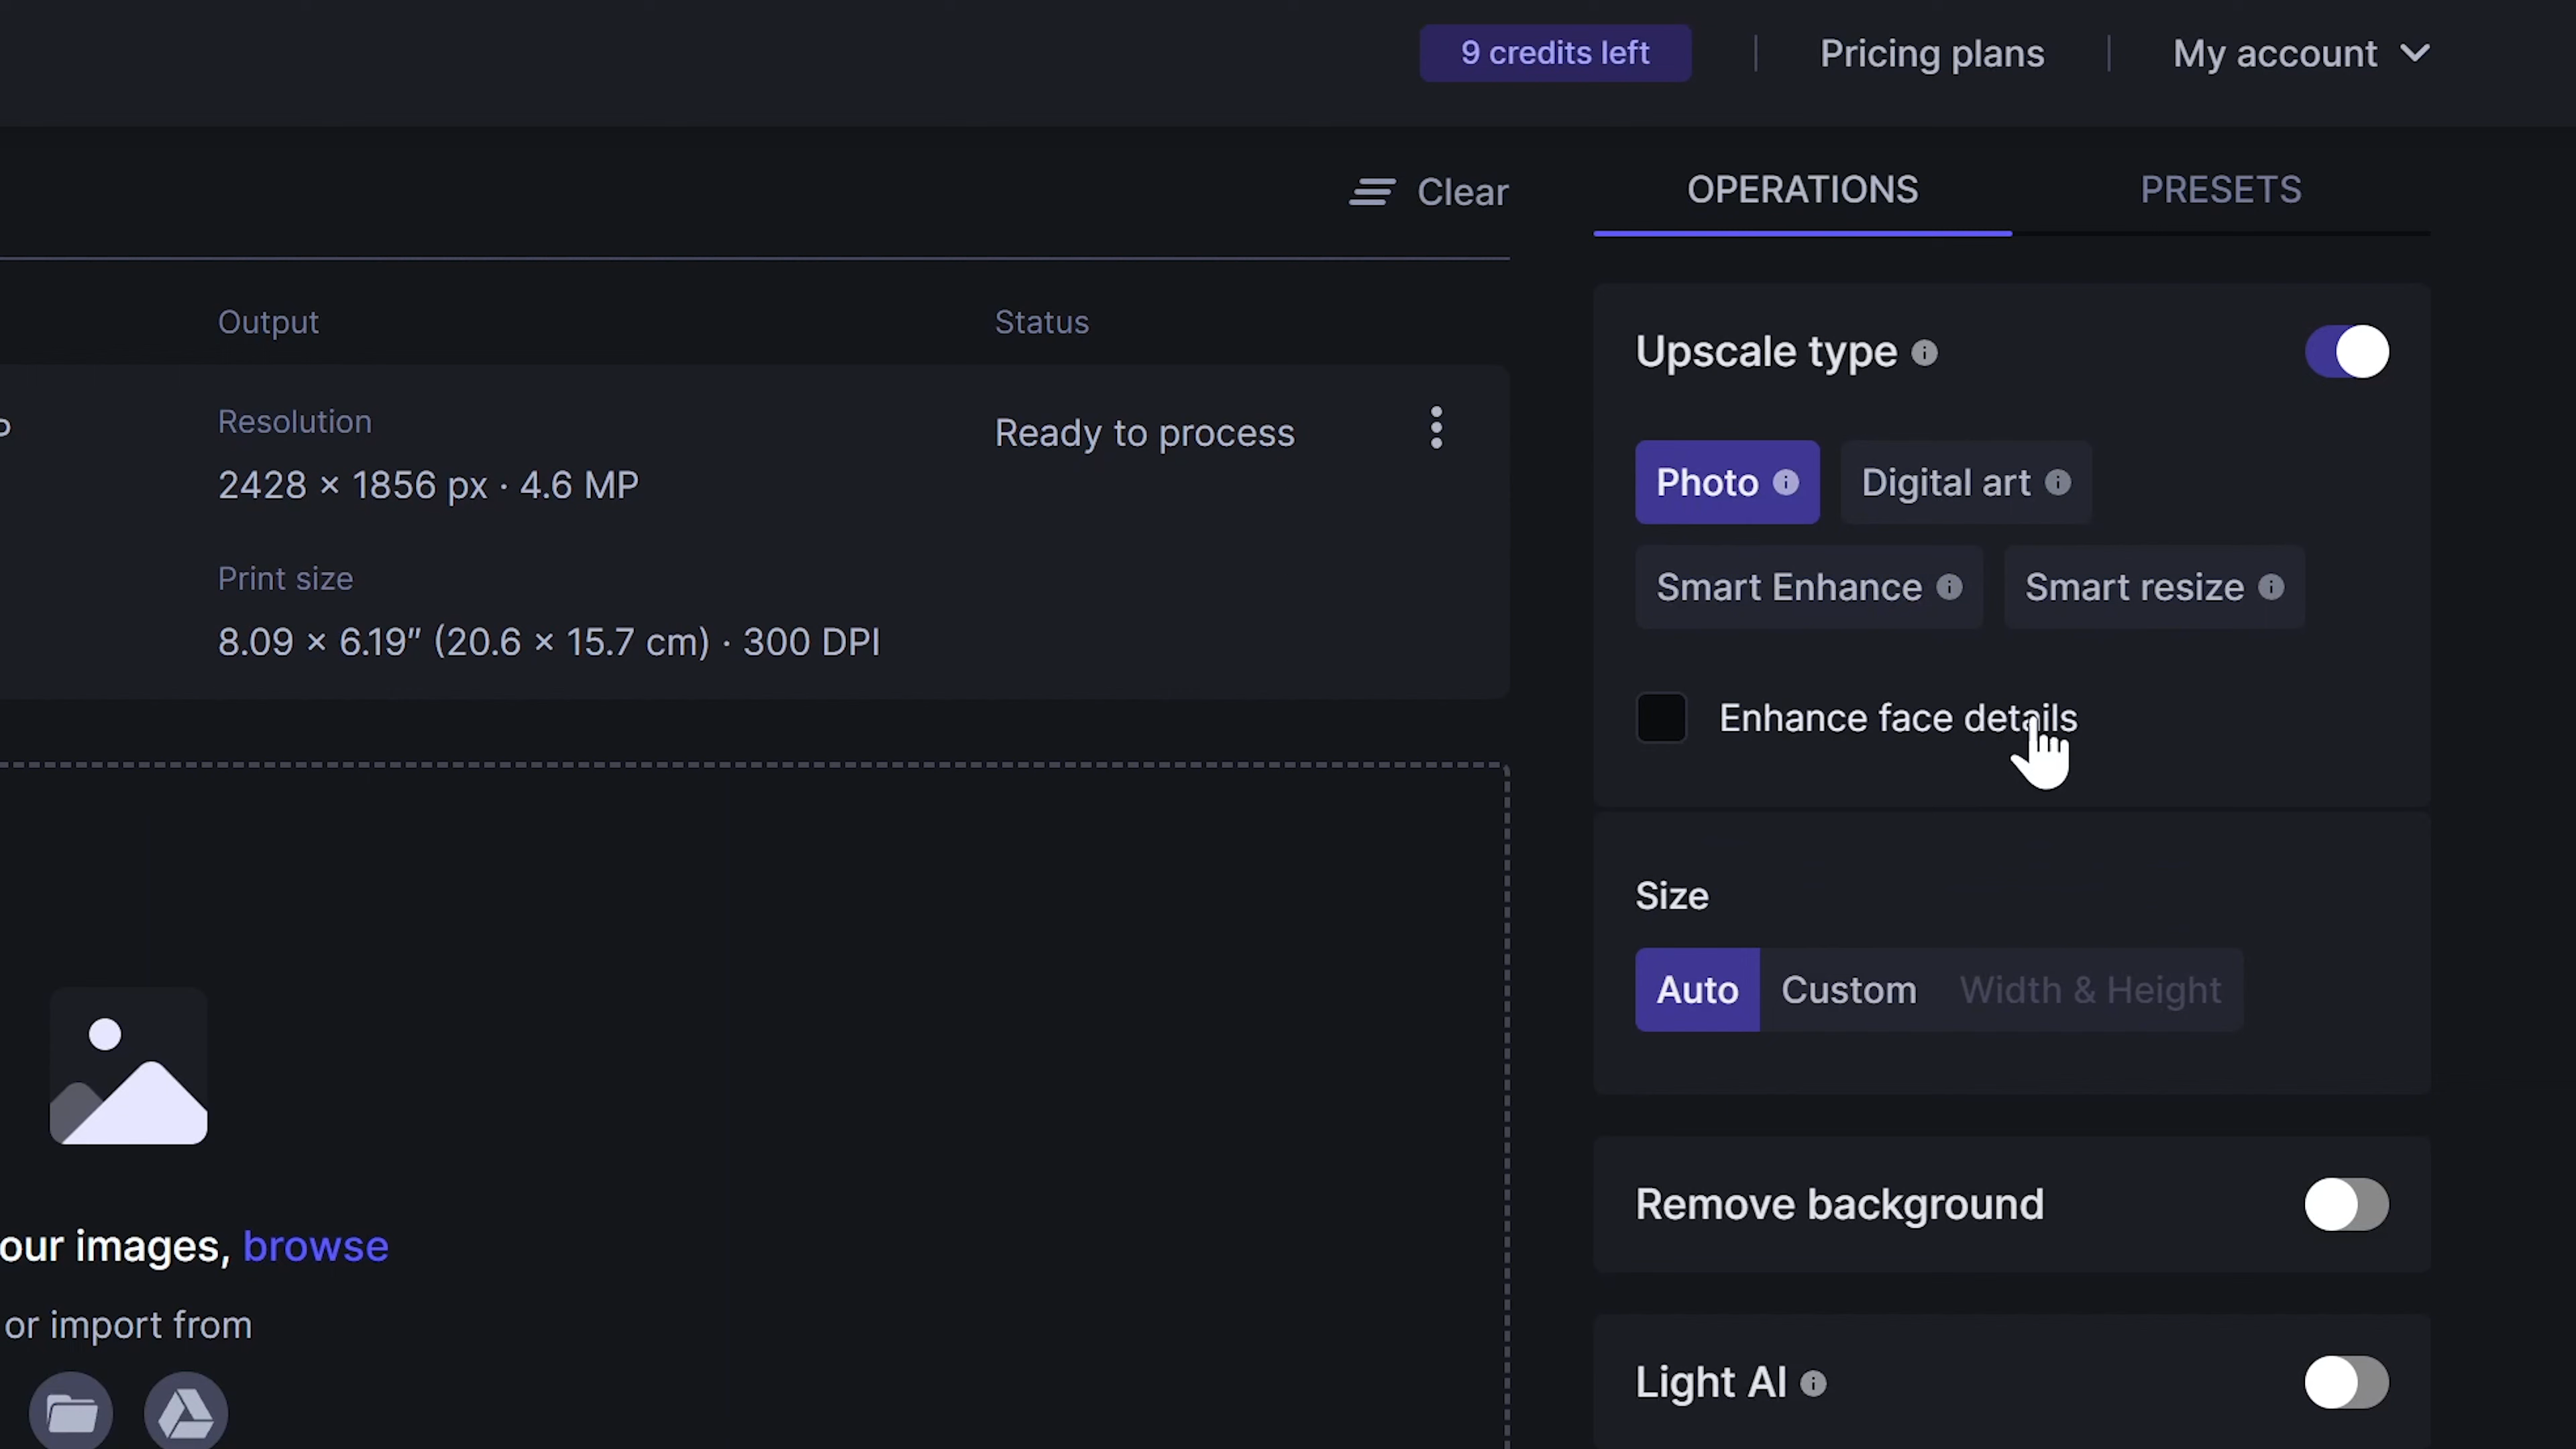 9 credits left
Pricing plans
My account
Clear
OPERATIONS
PRESETS
Output
Status
Resolution
2428 × 1856 px · 4.6 MP
Ready to process
Print size
8.09 × 6.19″ (20.6 × 15.7 cm) · 300 DPI
Upscale type
Photo
Digital art
Smart Enhance
Smart resize
Enhance face details
Size
Auto
Custom
Width & Height
Remove background
Light AI
our images, browse
or import from